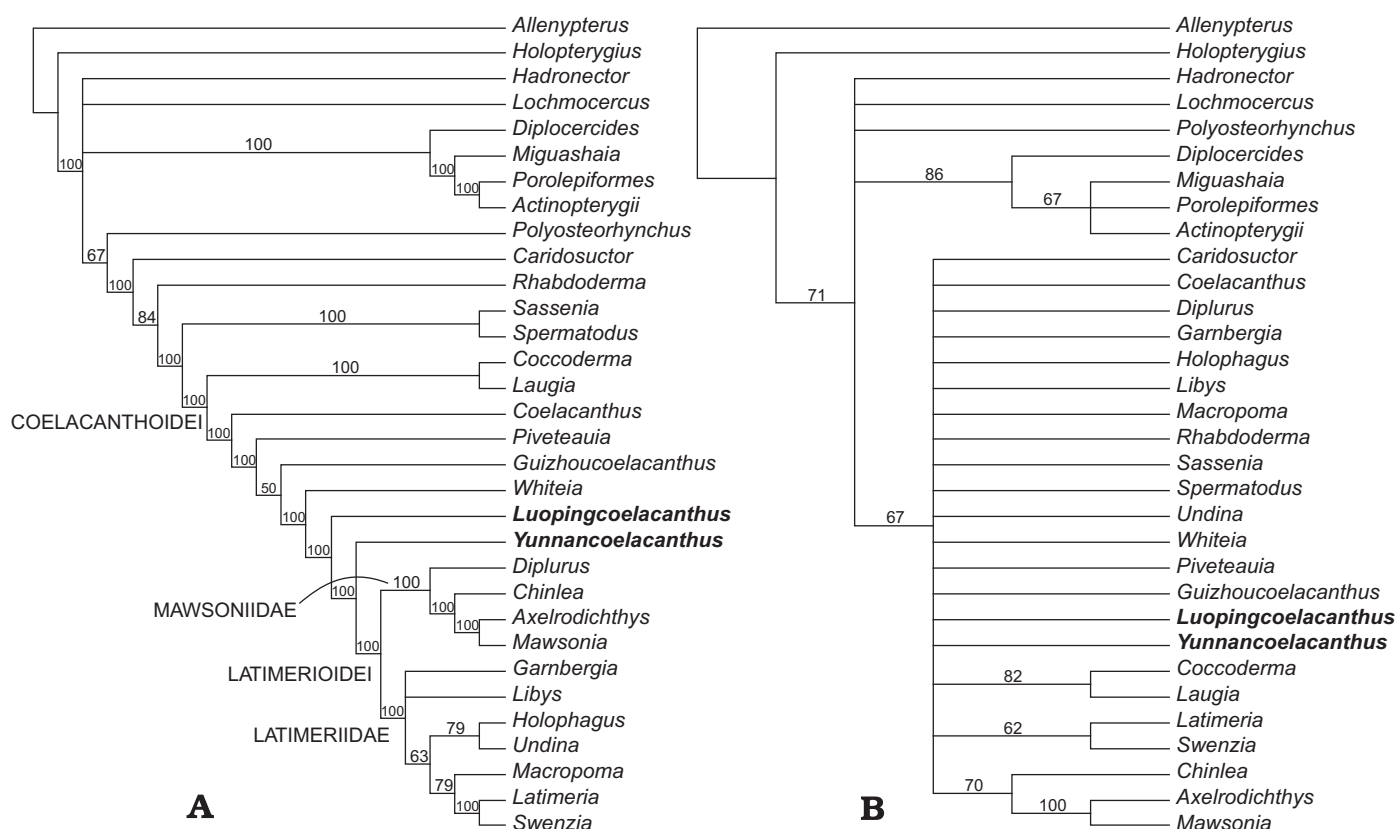 Allenypterus
Holopterygius
Hadronector
Lochmocercus
100
Diplocercides
100
Miguashaia
100
100
Porolepiformes
Actinopterygii
67
Polyosteorhynchus
100
Caridosuctor
84
Rhabdoderma
100
Sassenia
100
Spermatodus
100
Coccoderma
100
Laugia
COELACANTHOIDEI
100
Coelacanthus
100
Piveteauia
50
Guizhoucoelacanthus
100
Whiteia
100
Luopingcoelacanthus
100
Yunnancoelacanthus
MAWSONIIDAE
100
Diplurus
100
Chinlea
100
Axelrodichthys
100
Mawsonia
LATIMERIOIDEI
Garnbergia
100
Libys
LATIMERIIDAE
79
Holophagus
63
Undina
79
Macropoma
100
Latimeria
Swenzia
A
Allenypterus
Holopterygius
Hadronector
Lochmocercus
Polyosteorhynchus
86
Diplocercides
67
Miguashaia
Porolepiformes
Actinopterygii
71
Caridosuctor
Coelacanthus
Diplurus
Garnbergia
Holophagus
Libys
Macropoma
Rhabdoderma
Sassenia
Spermatodus
67
Undina
Whiteia
Piveteauia
Guizhoucoelacanthus
Luopingcoelacanthus
Yunnancoelacanthus
82
Coccoderma
Laugia
62
Latimeria
Swenzia
70
Chinlea
100
Axelrodichthys
Mawsonia
B